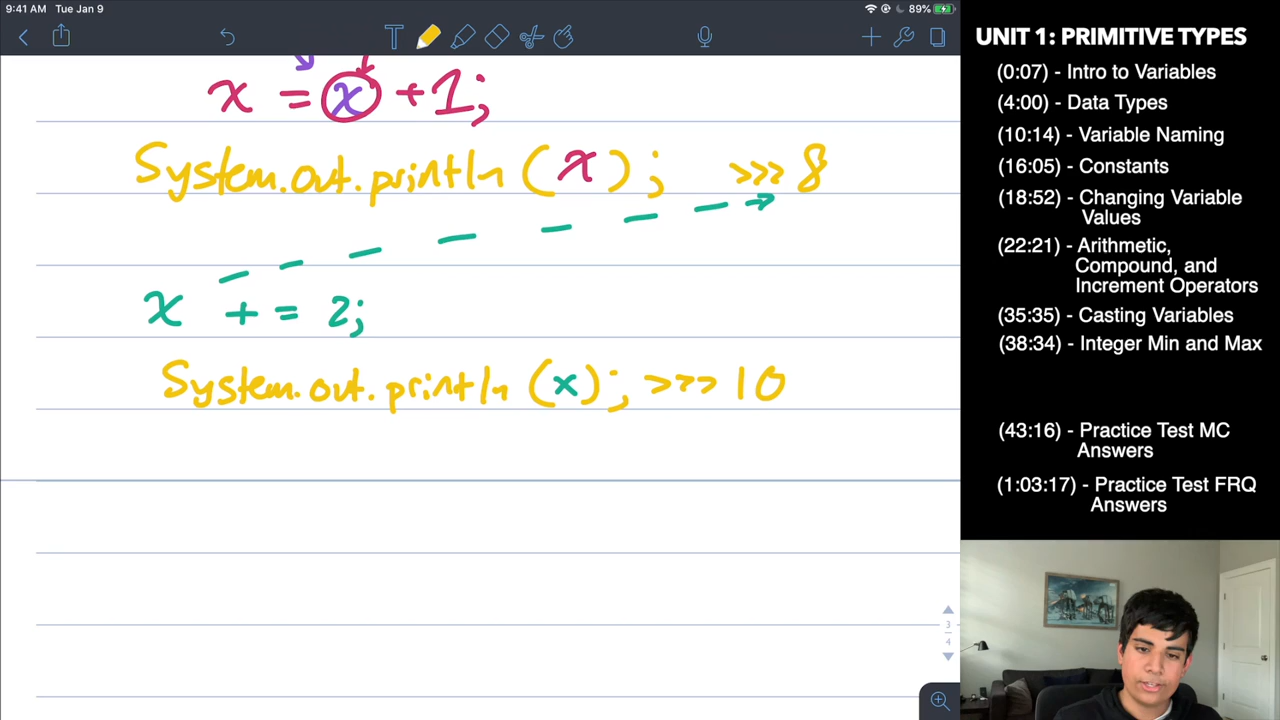 9:41 AM Tue Jan 9
89%
T
x = x + 1;
System.out.println(x); >>> 8
x += 2;
System.out.println(x); >>> 10
3
4
UNIT 1: PRIMITIVE TYPES
(0:07) - Intro to Variables
(4:00) - Data Types
(10:14) - Variable Naming
(16:05) - Constants
(18:52) - Changing Variable
Values
(22:21) - Arithmetic,
Compound, and
Increment Operators
(35:35) - Casting Variables
(38:34) - Integer Min and Max
(43:16) - Practice Test MC
Answers
(1:03:17) - Practice Test FRQ
Answers